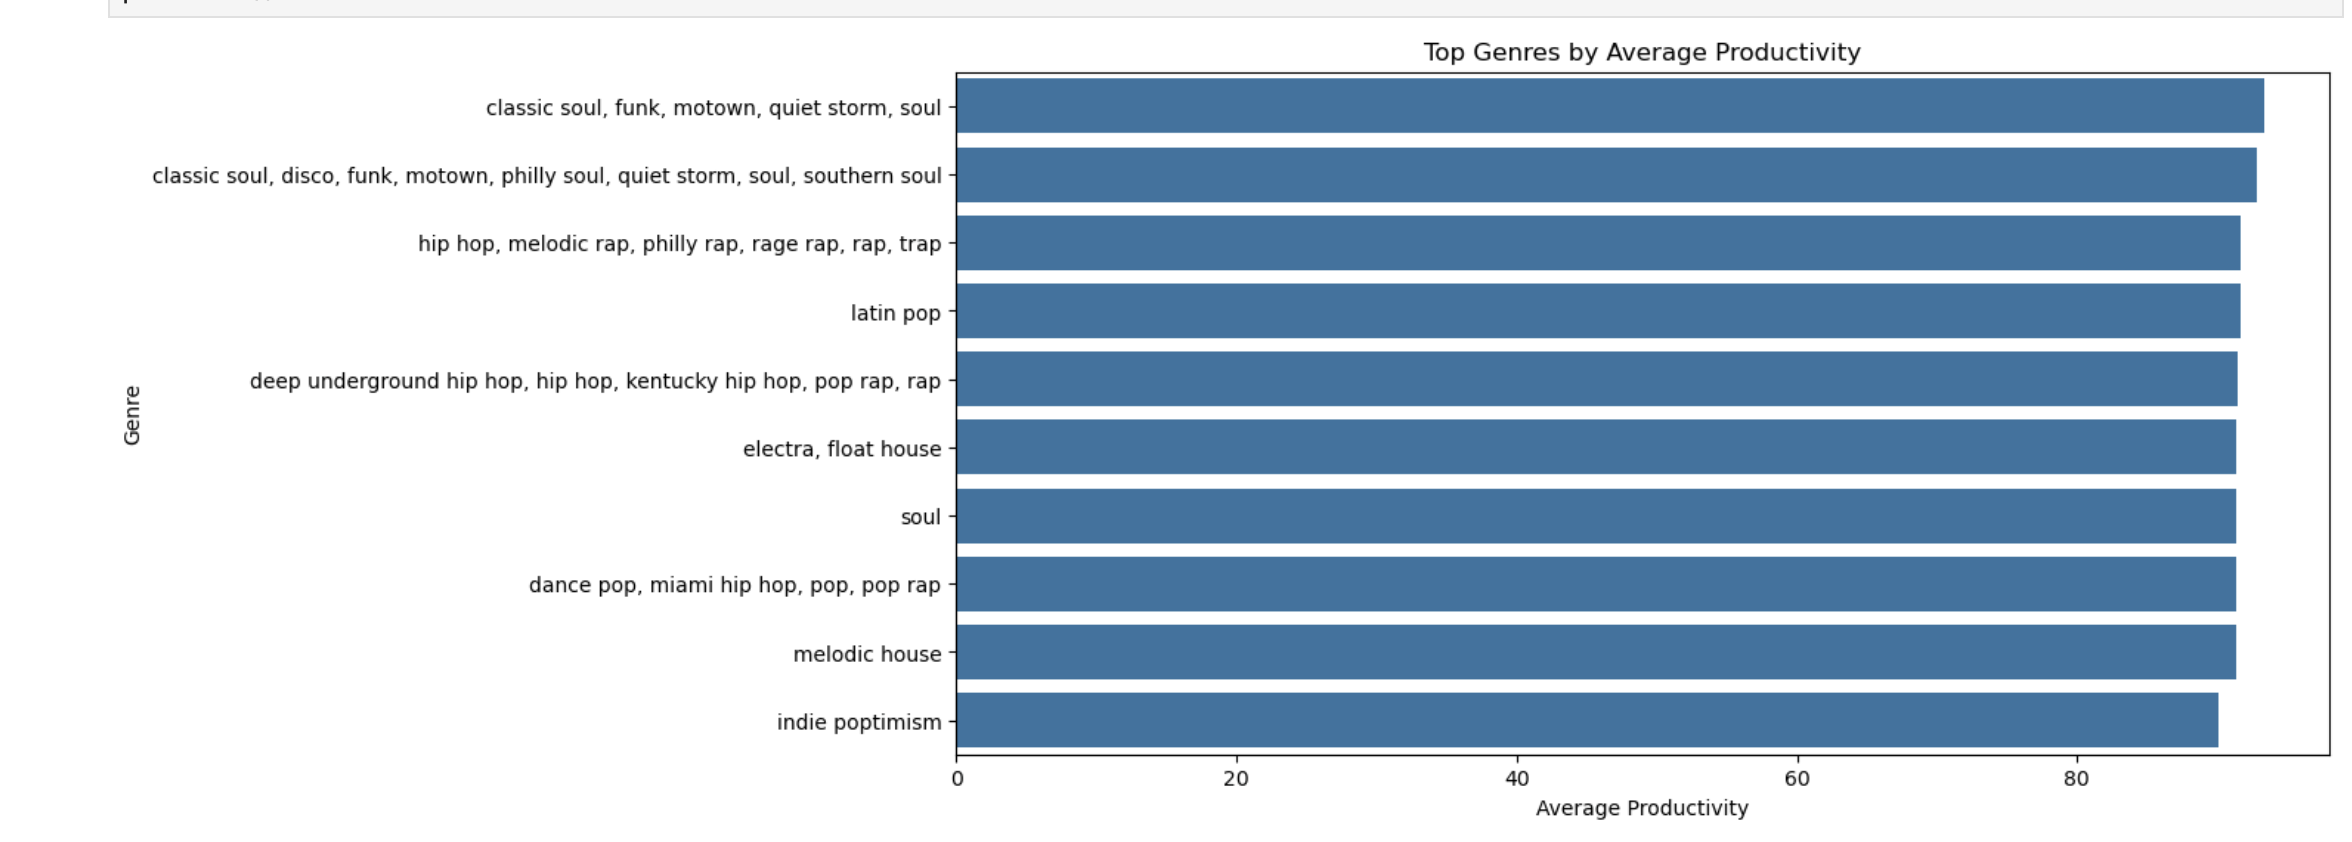 Top Genres by Average Productivity
classic soul, funk, motown, quiet storm, soul
classic soul, disco, funk, motown, philly soul, quiet storm, soul, southern soul
hip hop, melodic rap, philly rap, rage rap, rap, trap
latin pop
deep underground hip hop, hip hop, kentucky hip hop, pop rap, rap
electra, float house
soul
dance pop, miami hip hop, pop, pop rap
melodic house
indie poptimism
Genre
0 20 40 60 80
Average Productivity